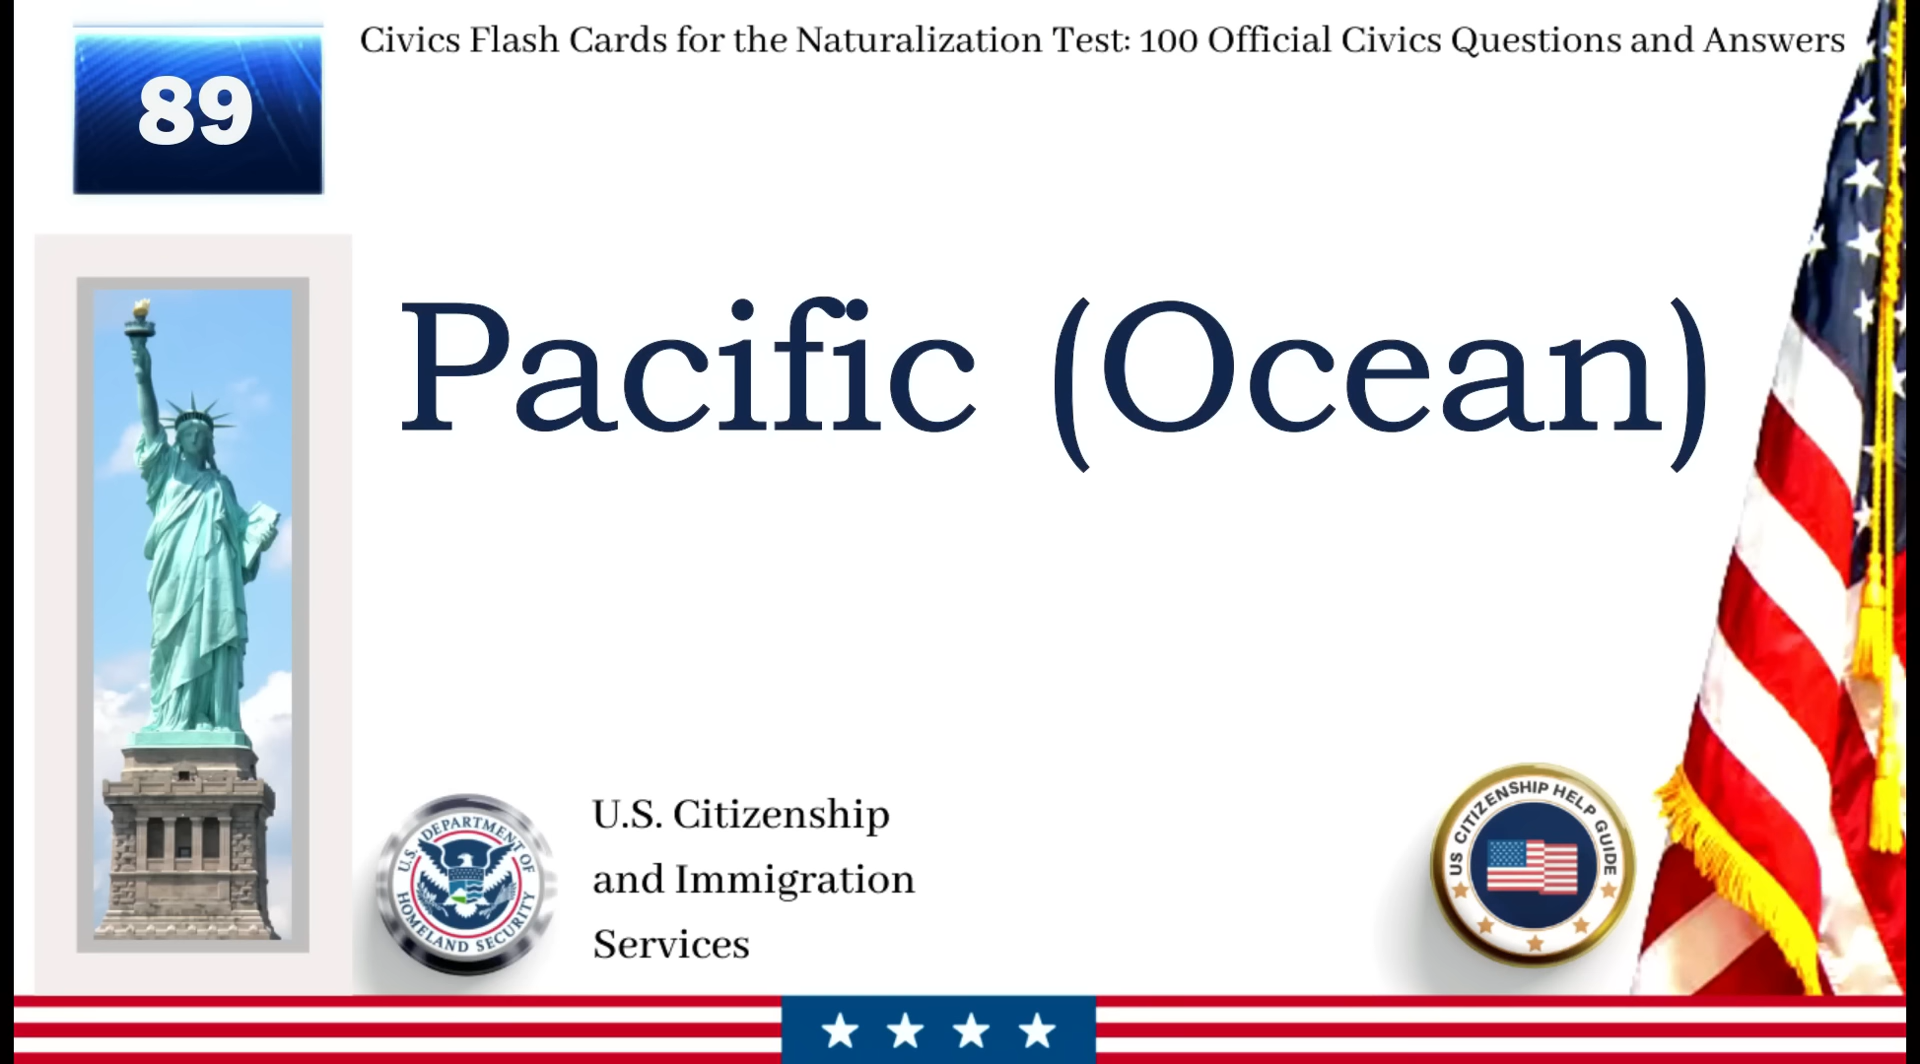 89
Civics Flash Cards for the Naturalization Test: 100 Official Civics Questions and Answers
Pacific (Ocean)
U.S. DEPARTMENT OF
HOMELAND SECURITY
U.S. Citizenship
and Immigration
Services
US CITIZENSHIP HELP GUIDE